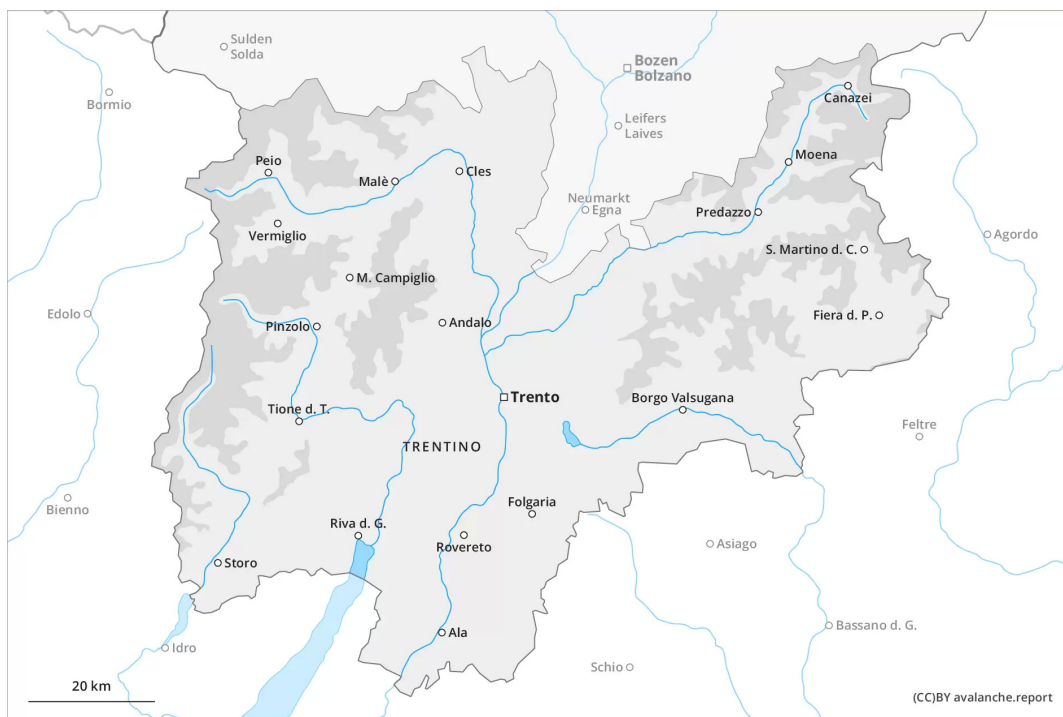 Sulden
Solda
Bozen
Bolzano
Bormio
Canazei
Leifers
Laives
Moena
Peio
Malè
Cles
Neumarkt
Egna
Predazzo
Vermiglio
Agordo
S. Martino d. C.
M. Campiglio
Edolo
Pinzolo
Andalo
Fiera d. P.
Trento
Borgo Valsugana
Tione d. T.
Feltre
TRENTINO
Bienno
Folgaria
Riva d. G.
Rovereto
Asiago
Storo
Ala
Bassano d. G.
Idro
Schio
20 km
(CC)BY avalanche.report